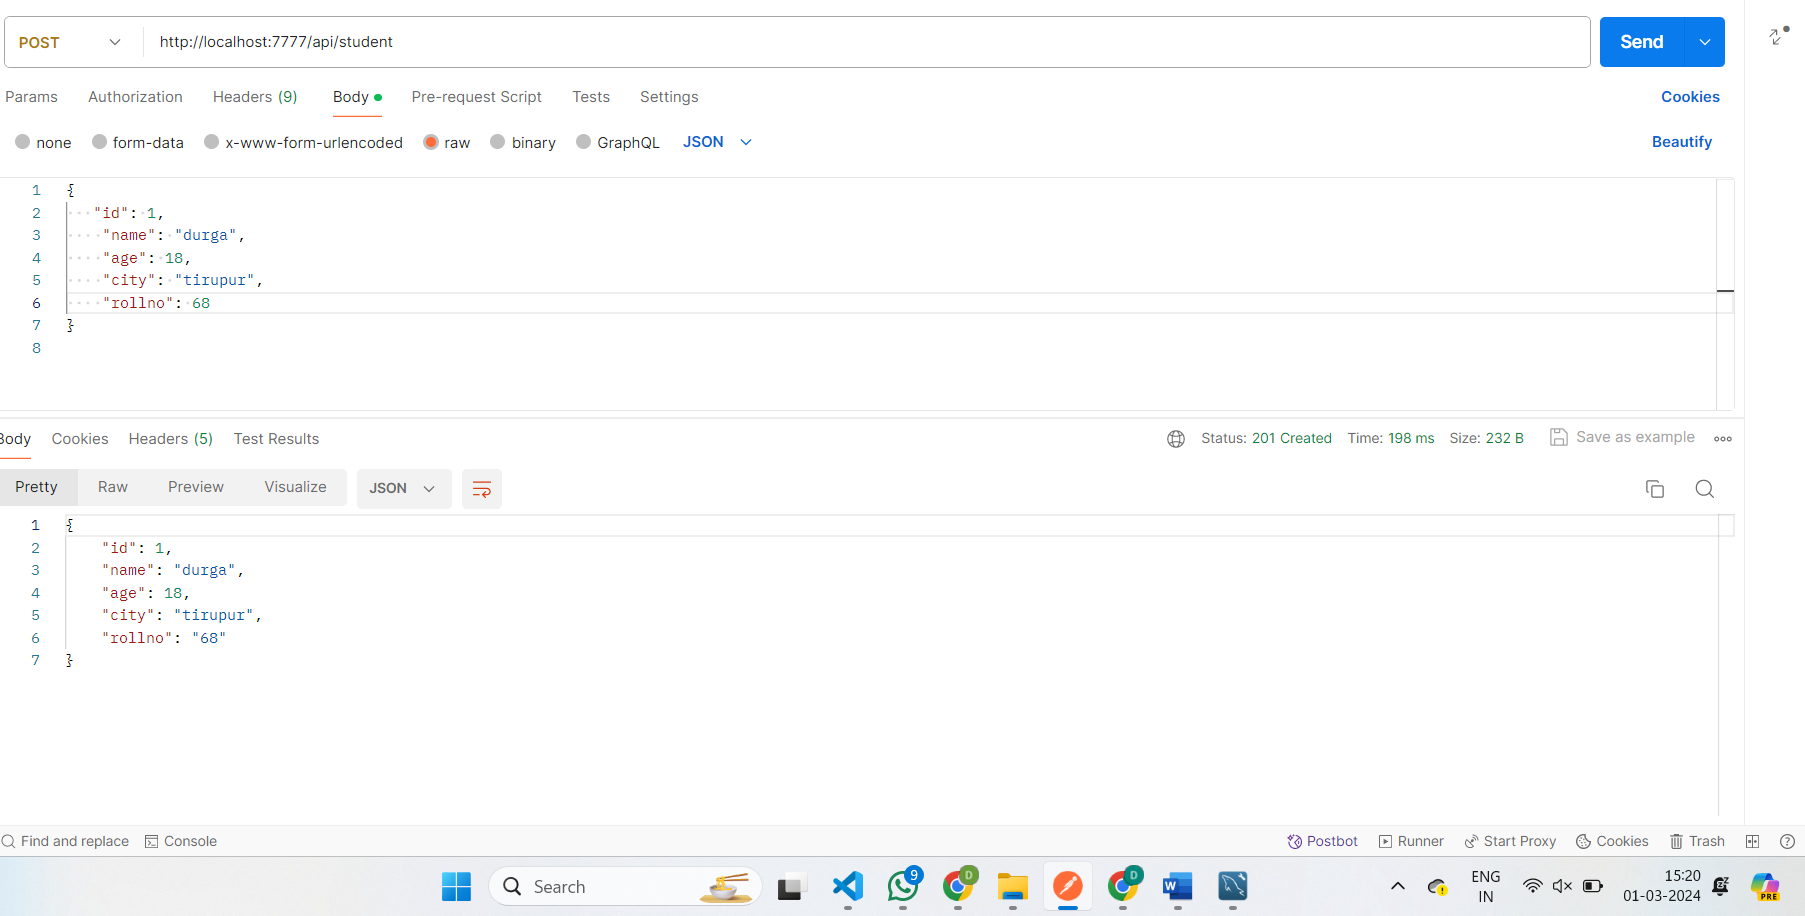 POST http://localhost:7777/api/student Send
Params Authorization Headers (9) Body Pre-request Script Tests Settings Cookies
none form-data x-www-form-urlencoded raw binary GraphQL JSON Beautify
1 {
2 "id": 1,
3 "name": "durga",
4 "age": 18,
5 "city": "tirupur",
6 "rollno": 68
7 }
8
Body Cookies Headers (5) Test Results Status: 201 Created Time: 198 ms Size: 232 B Save as example
Pretty Raw Preview Visualize JSON
1 {
2 "id": 1,
3 "name": "durga",
4 "age": 18,
5 "city": "tirupur",
6 "rollno": "68"
7 }
Find and replace Console Postbot Runner Start Proxy Cookies Trash
Search 9 D D W ENG 15:20
IN 01-03-2024 PRE